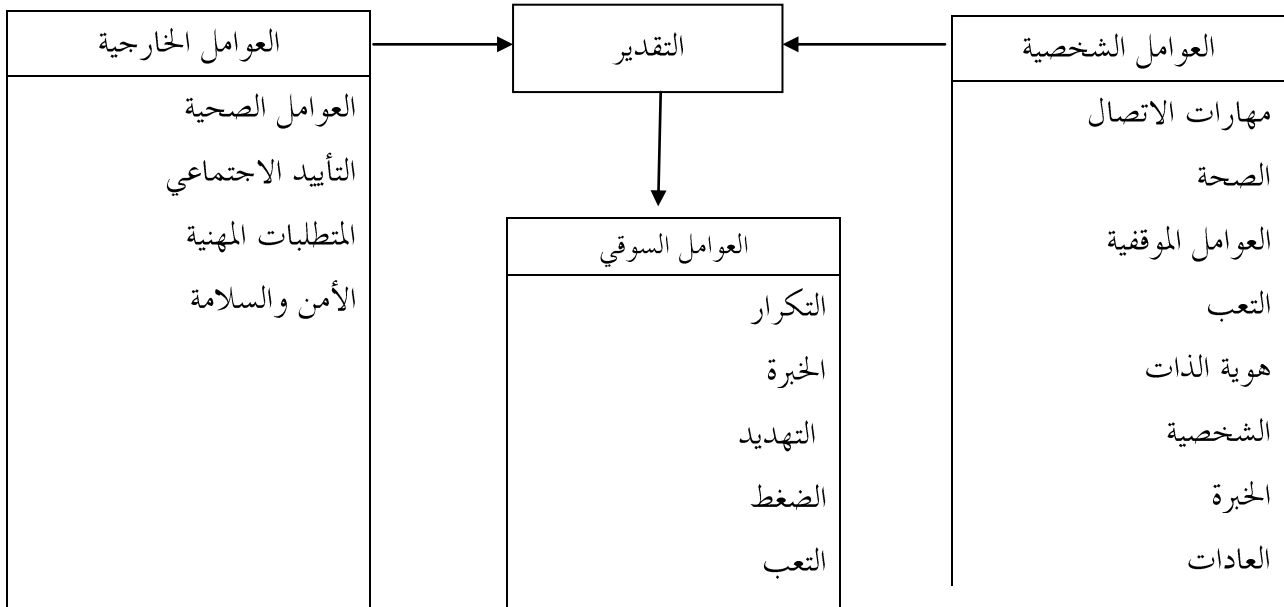 العوامل الشخصية
مهارات الاتصال
الصحة
العوامل الموقفية
التعب
هوية الذات
الشخصية
الخبرة
العادات
التقدير
العوامل السوقي
التكرار
الخبرة
التهديد
الضغط
التعب
العوامل الخارجية
العوامل الصحية
التأييد الاجتماعي
المتطلبات المهنية
الأمن والسلامة